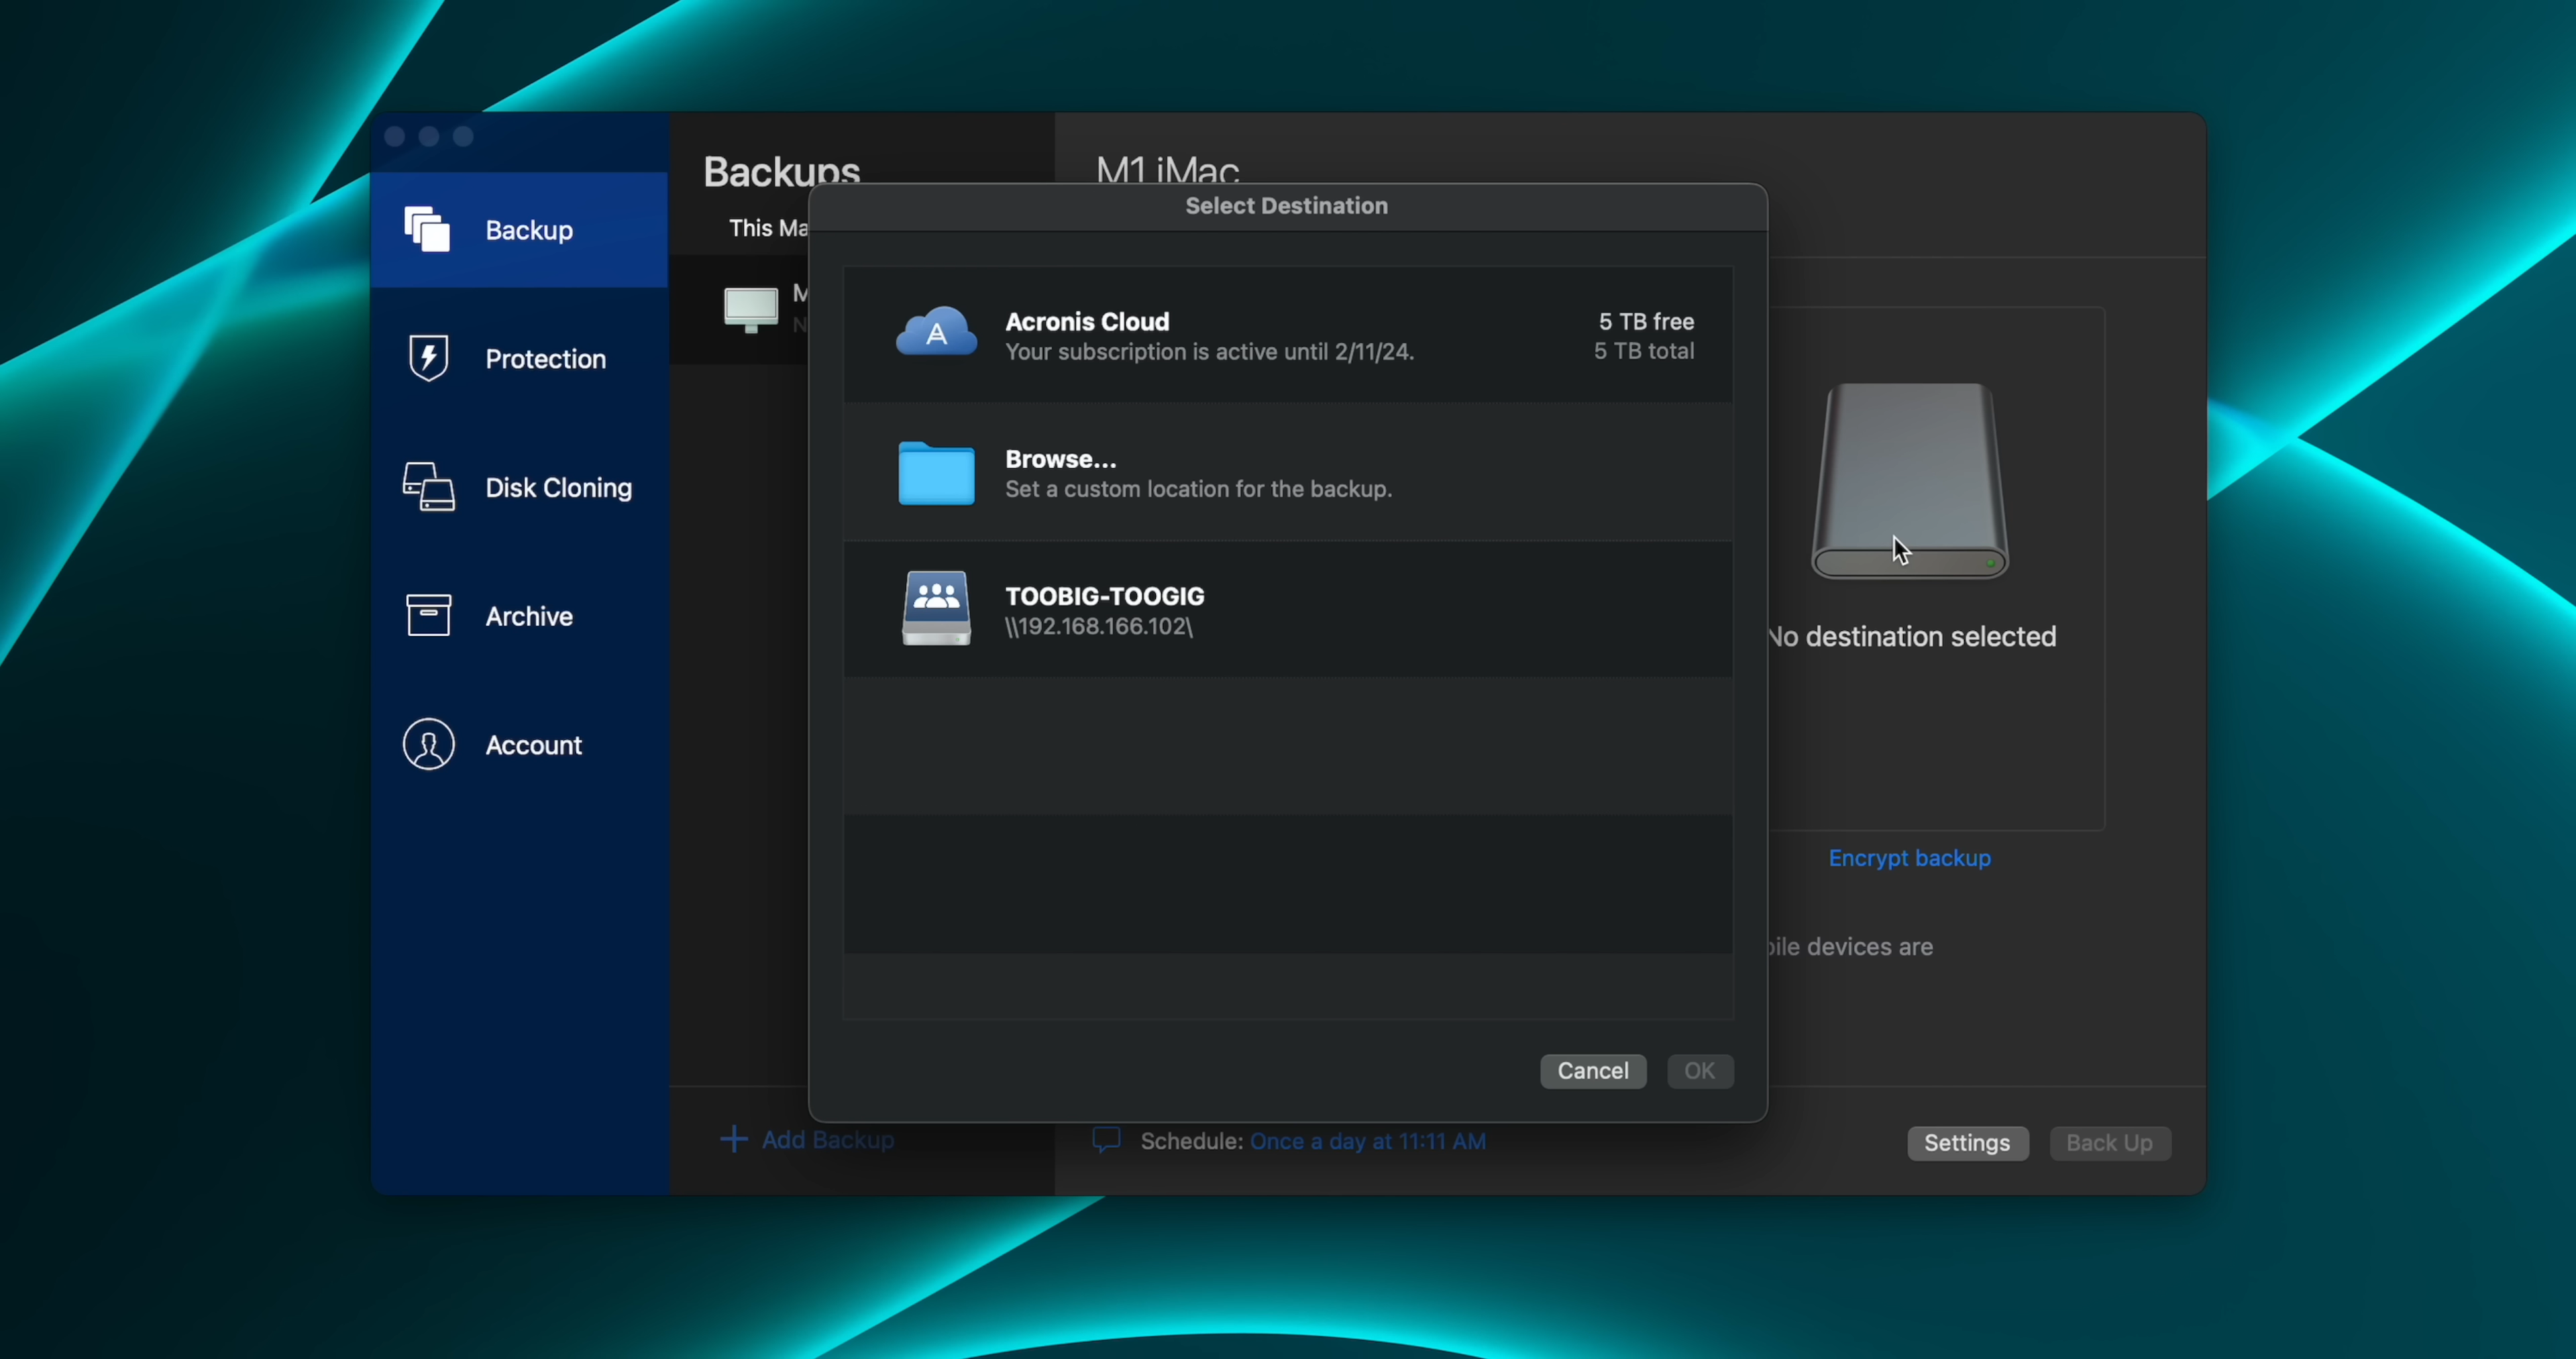 Backups
M1 iMac
Select Destination
Backup
This Ma
Acronis Cloud
5 TB free
Your subscription is active until 2/11/24.
5 TB total
Protection
Browse...
Set a custom location for the backup.
Disk Cloning
TOOBIG-TOOGIG
\\192.168.166.102\
Archive
No destination selected
Account
Encrypt backup
devices are
Cancel
OK
Add Backup
Schedule: Once a day at 11:11 AM
Settings
Back Up